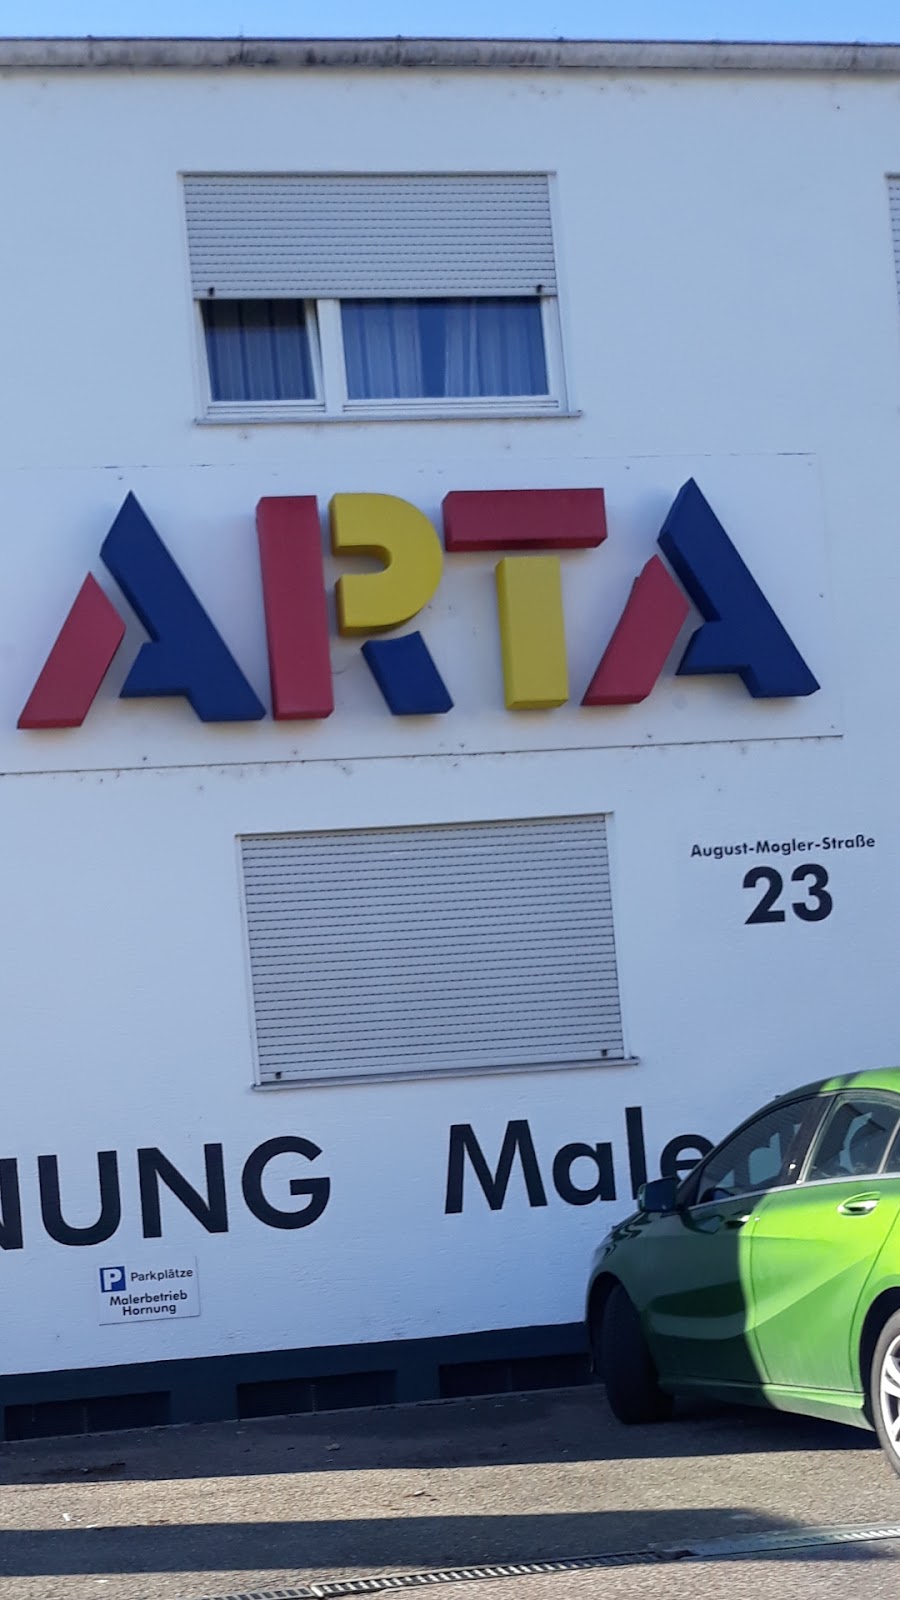 ARTA
August-Mogler-Straße
23
NUNG Male
P Parkplätze
Malerbetrieb
Hornung